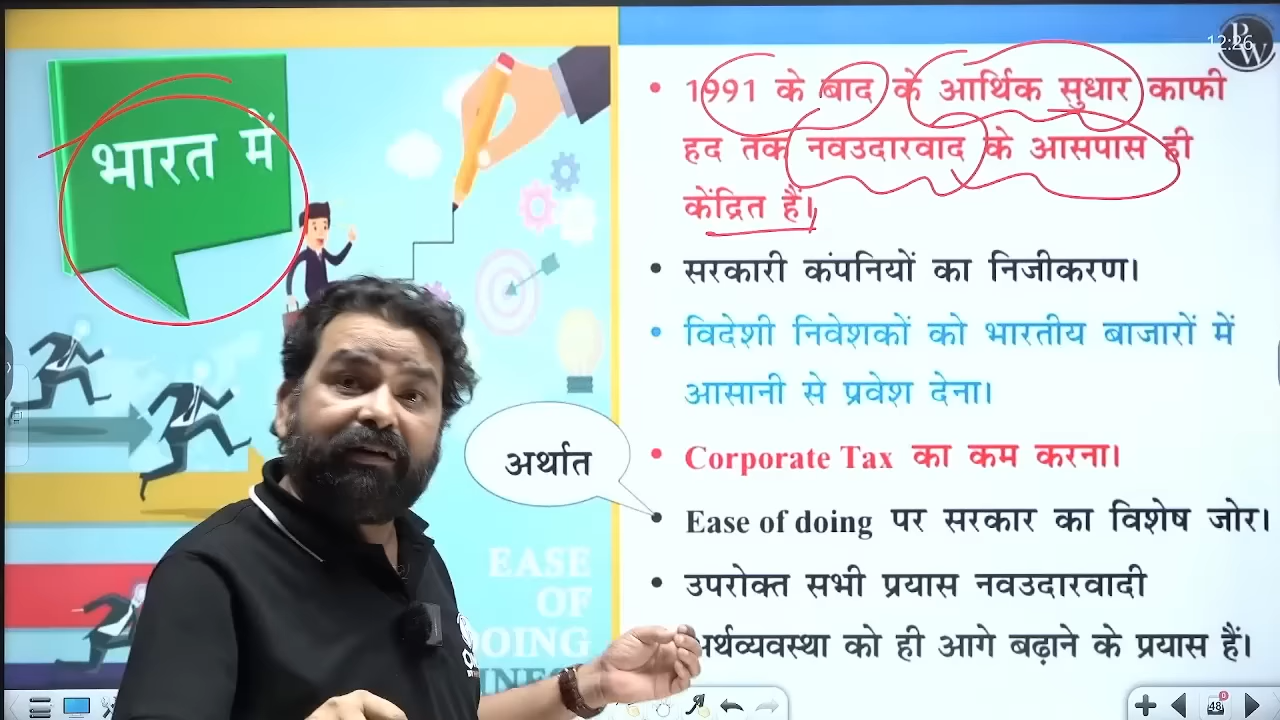 भारत में
PW
12:26
1991 के बाद के आर्थिक सुधार काफी
हद तक नवउदारवाद के आसपास ही
केंद्रित हैं।
सरकारी कंपनियों का निजीकरण।
विदेशी निवेशकों को भारतीय बाजारों में
आसानी से प्रवेश देना।
अर्थात
Corporate Tax का कम करना।
Ease of doing पर सरकार का विशेष जोर।
उपरोक्त सभी प्रयास नवउदारवादी
अर्थव्यवस्था को ही आगे बढ़ाने के प्रयास हैं।
EASE
OF
DOING
48